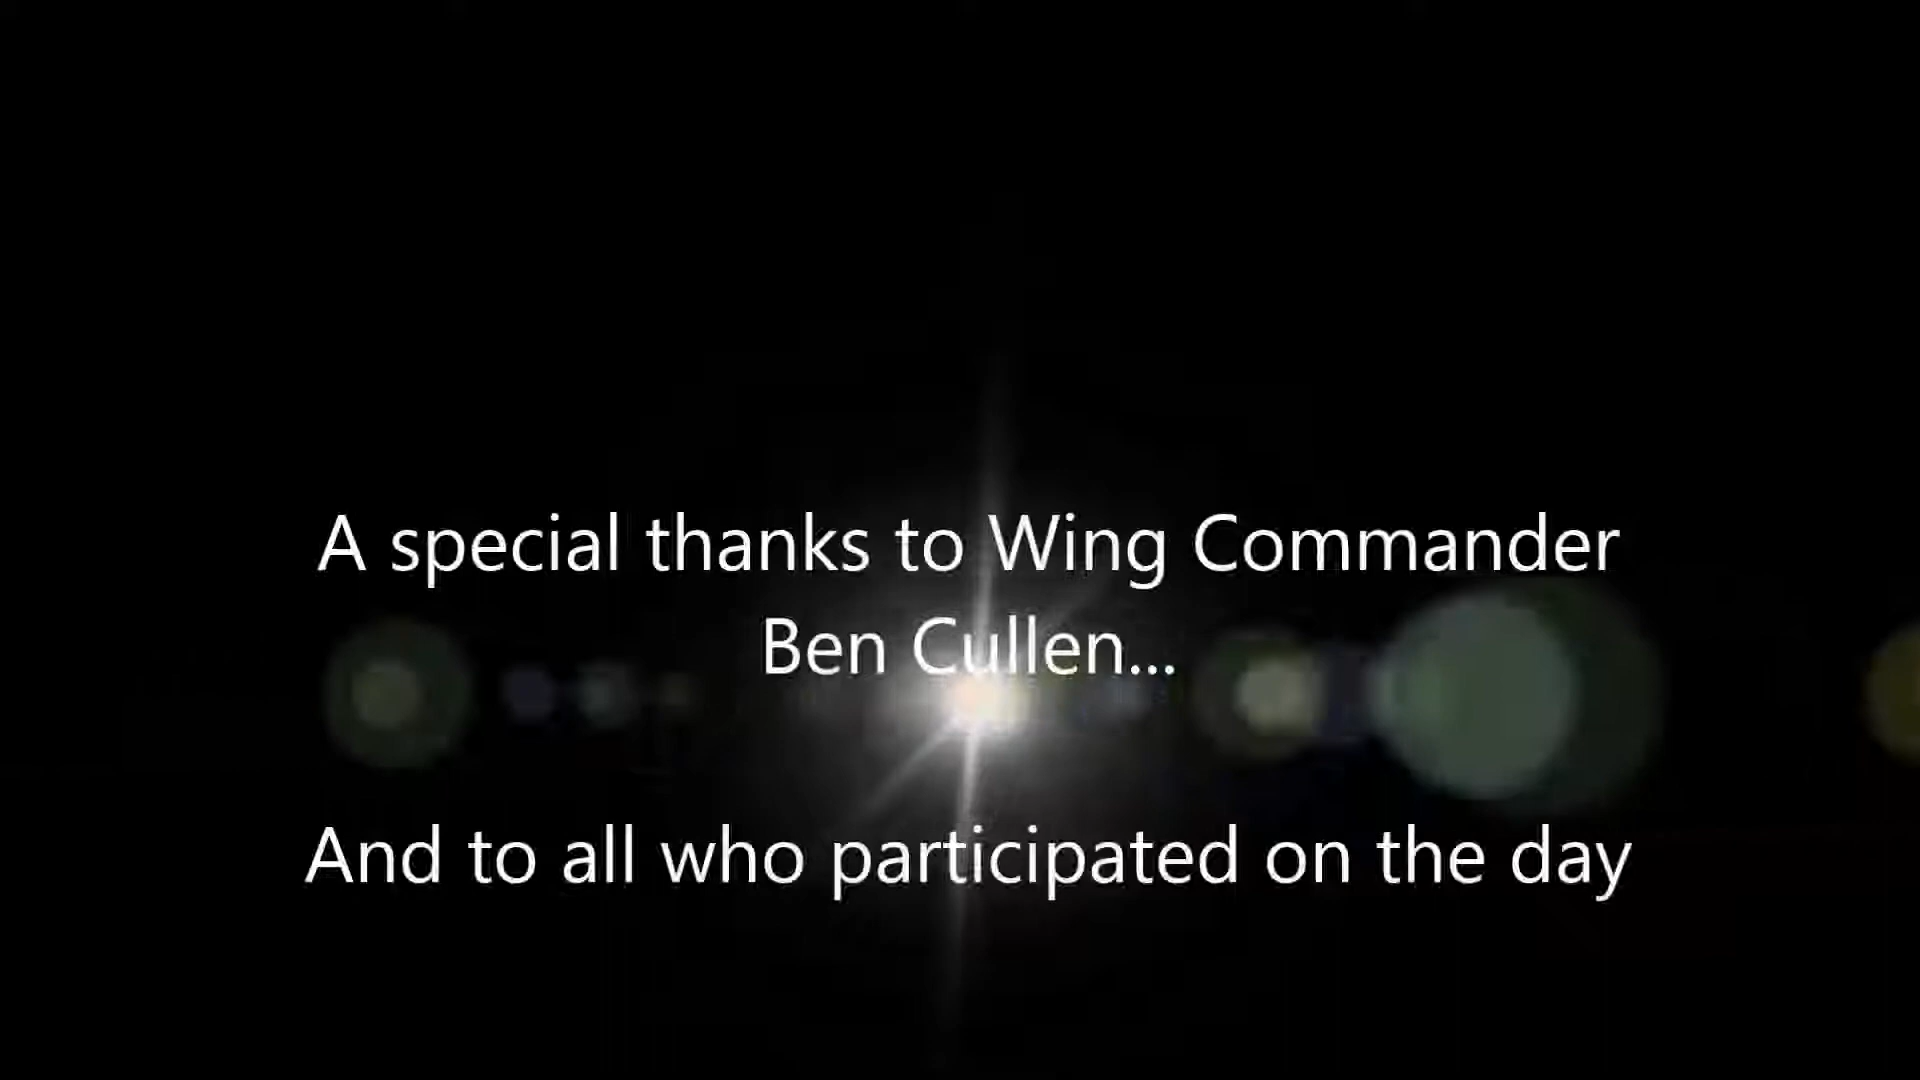 A special thanks to Wing Commander
Ben Cullen...
And to all who participated on the day